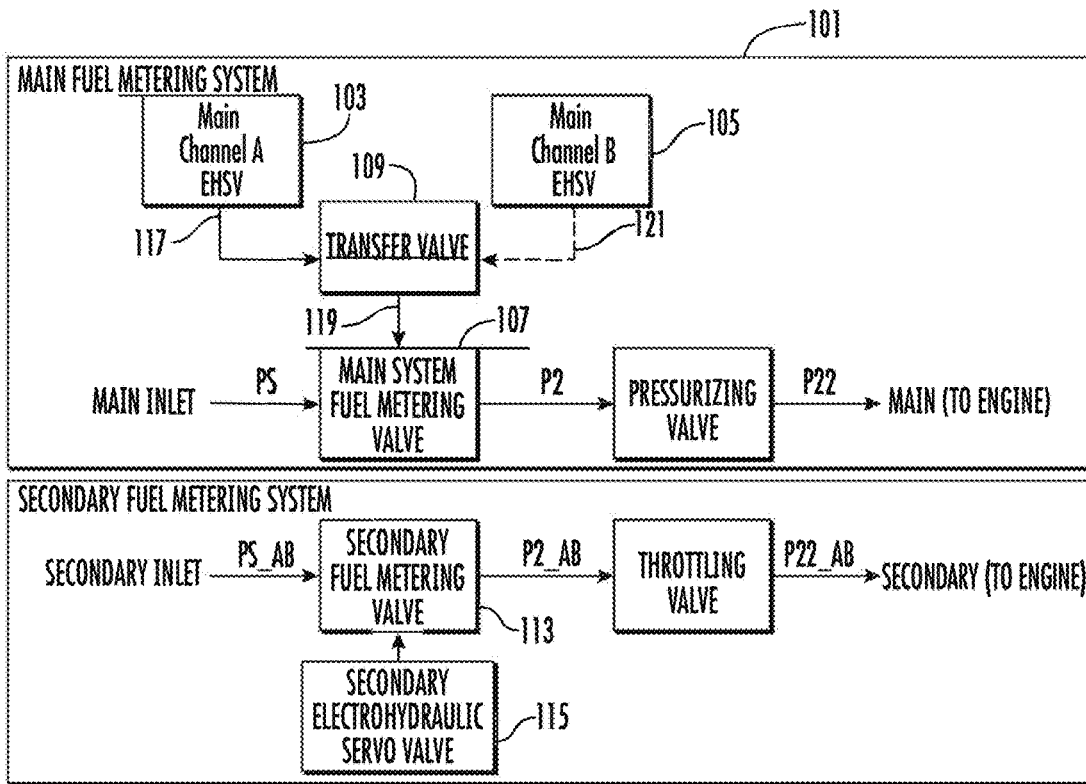 101
MAIN FUEL METERING SYSTEM
Main
Channel A
EHSV
103
Main
Channel B
EHSV
105
109
117
TRANSFER VALVE
121
119
107
MAIN INLET
PS
MAIN SYSTEM
FUEL METERING
VALVE
P2
PRESSURIZING
VALVE
P22
MAIN (TO ENGINE)
SECONDARY FUEL METERING SYSTEM
SECONDARY INLET
PS_AB
SECONDARY
FUEL METERING
VALVE
P2_AB
THROTTLING
VALVE
P22_AB
SECONDARY (TO ENGINE)
113
SECONDARY
ELECTROHYDRAULIC
SERVO VALVE
115